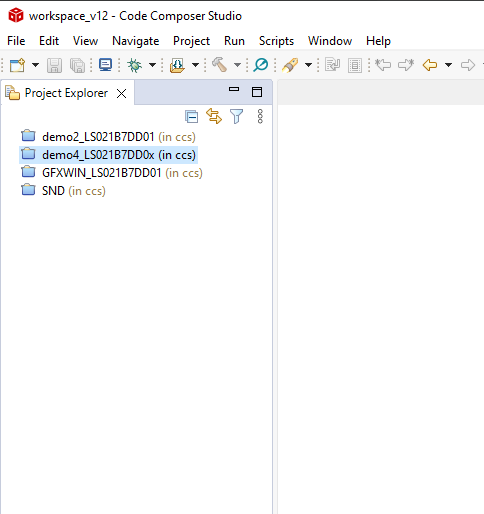 workspace_v12 - Code Composer Studio
File Edit View Navigate Project Run Scripts Window Help
Project Explorer
demo2_LS021B7DD01 (in ccs)
demo4_LS021B7DD0x (in ccs)
GFXWIN_LS021B7DD01 (in ccs)
SND (in ccs)